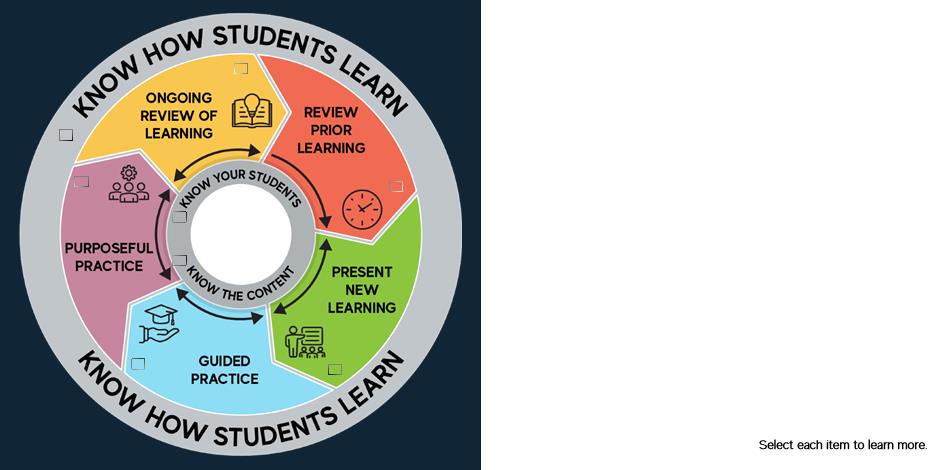 KNOW HOW STUDENTS LEARN
ONGOING
REVIEW OF
LEARNING
REVIEW
PRIOR
LEARNING
KNOW YOUR STUDENTS
PURPOSEFUL
PRACTICE
KNOW THE CONTENT
PRESENT
NEW
LEARNING
GUIDED
PRACTICE
KNOW HOW STUDENTS LEARN
Select each item to learn more.